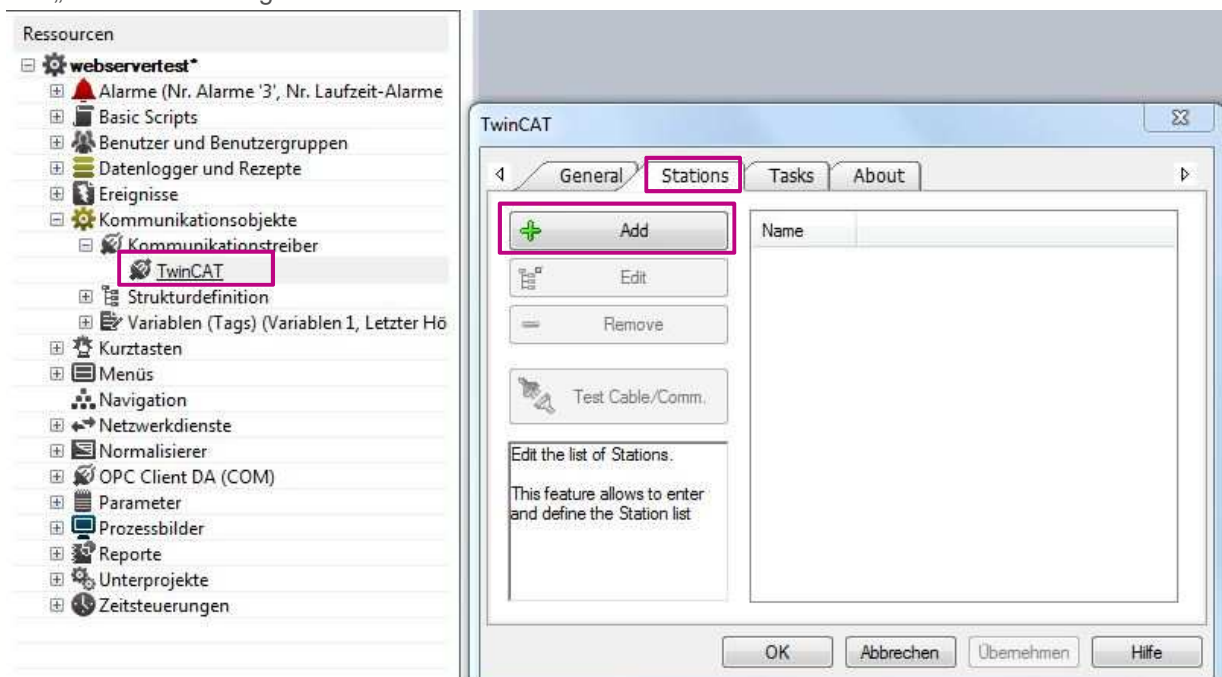 Ressourcen
webservertest*
Alarme (Nr. Alarme '3', Nr. Laufzeit-Alarme
Basic Scripts
Benutzer und Benutzergruppen
Datenlogger und Rezepte
Ereignisse
Kommunikationsobjekte
Kommunikationstreiber
TwinCAT
Strukturdefinition
Variablen (Tags) (Variablen 1, Letzter Hö
Kurztasten
Menüs
Navigation
Netzwerkdienste
Normalisierer
OPC Client DA (COM)
Parameter
Prozessbilder
Reporte
Unterprojekte
Zeitsteuerungen
TwinCAT
General Stations Tasks About
Add
Edit
Remove
Test Cable/Comm.
Edit the list of Stations.
This feature allows to enter
and define the Station list
Name
OK Abbrechen Übernehmen Hilfe